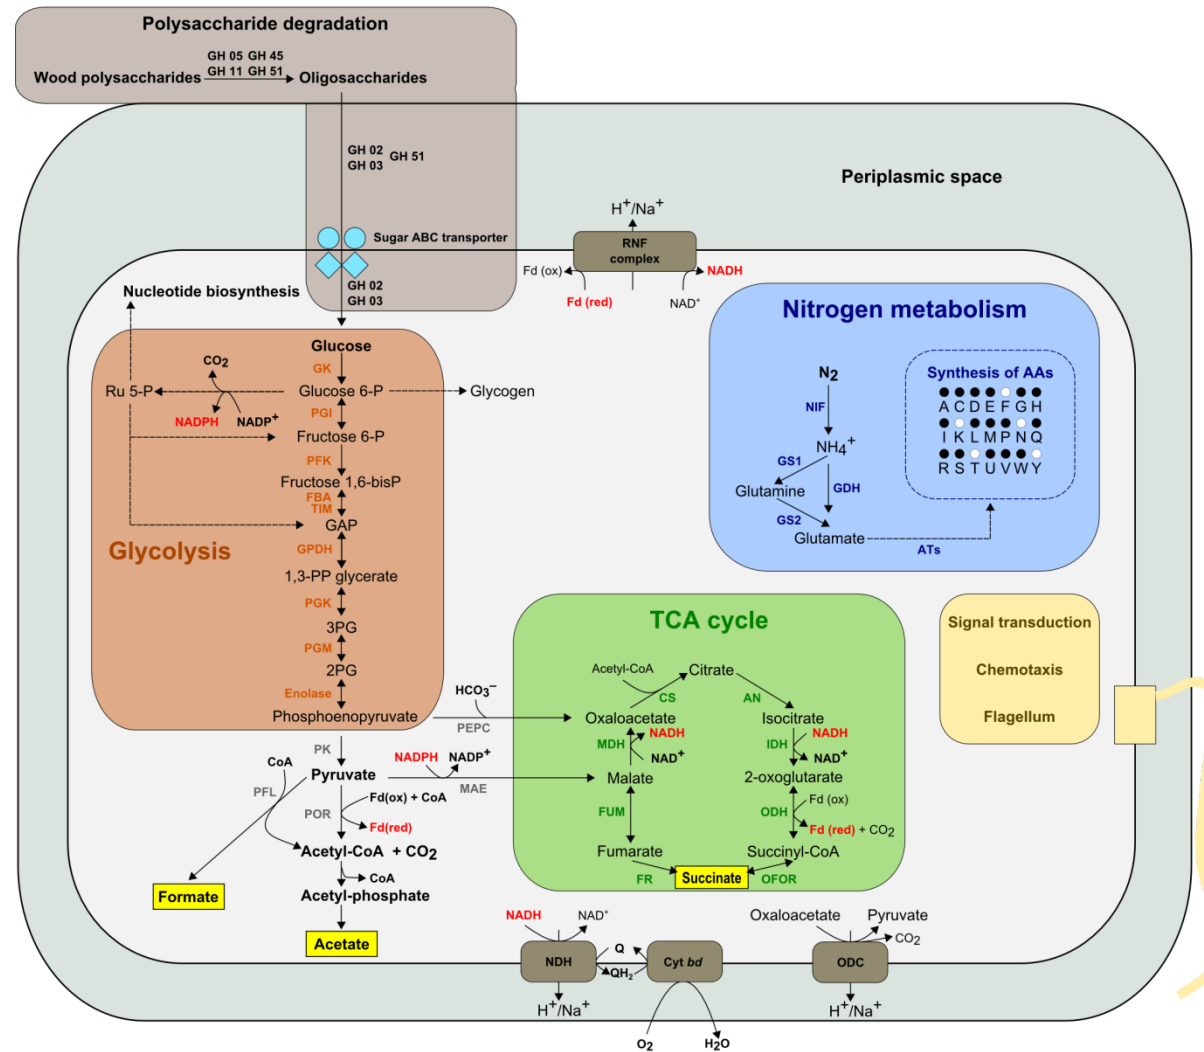 Polysaccharide degradation
GH 05 GH 45
Wood polysaccharides
GH 11 GH 51
Oligosaccharides
GH 02
GH 03
GH 51
Periplasmic space
Sugar ABC transporter
GH 02
GH 03
H+/Na+
RNF
complex
Fd (ox)
Fd (red)
NAD+
NADH
Nucleotide biosynthesis
Glucose
GK
CO2
Ru 5-P
Glucose 6-P
Glycogen
NADPH
NADP+
PGI
Fructose 6-P
PFK
Fructose 1,6-bisP
FBA
TIM
GAP
Glycolysis
GPDH
1,3-PP glycerate
PGK
3PG
PGM
2PG
Enolase
Phosphoenopyruvate
HCO3−
PEPC
PK
CoA
Pyruvate
NADPH
NADP+
MAE
PFL
POR
Fd(ox) + CoA
Fd(red)
Acetyl-CoA + CO2
CoA
Formate
Acetyl-phosphate
Acetate
Nitrogen metabolism
N2
NIF
NH4+
GS1
GDH
Glutamine
GS2
Glutamate
ATs
Synthesis of AAs
A C D E F G H
I K L M P N Q
R S T U V W Y
TCA cycle
Acetyl-CoA
Citrate
CS
AN
Oxaloacetate
Isocitrate
MDH
NADH
NAD+
IDH
NADH
NAD+
Malate
2-oxoglutarate
FUM
ODH
Fd (ox)
Fd (red) + CO2
Fumarate
Succinyl-CoA
FR
Succinate
OFOR
Signal transduction
Chemotaxis
Flagellum
NADH
NAD+
NDH
Q
QH2
Cyt bd
H+/Na+
O2
H2O
Oxaloacetate
Pyruvate
CO2
ODC
H+/Na+